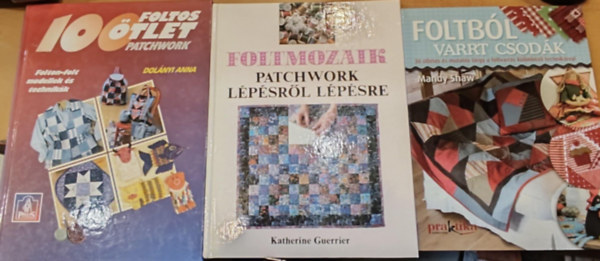 100 FOLTOS
ÖTLET
PATCHWORK
DOLÁNYI ANNA
Folton-folt
modellek és
technikák
FOLTMOZAIK
PATCHWORK
LÉPÉSRŐL LÉPÉSRE
Katherine Guerrier
FOLTBÓL
VARRT CSODÁK
Mandy Shaw
praktika